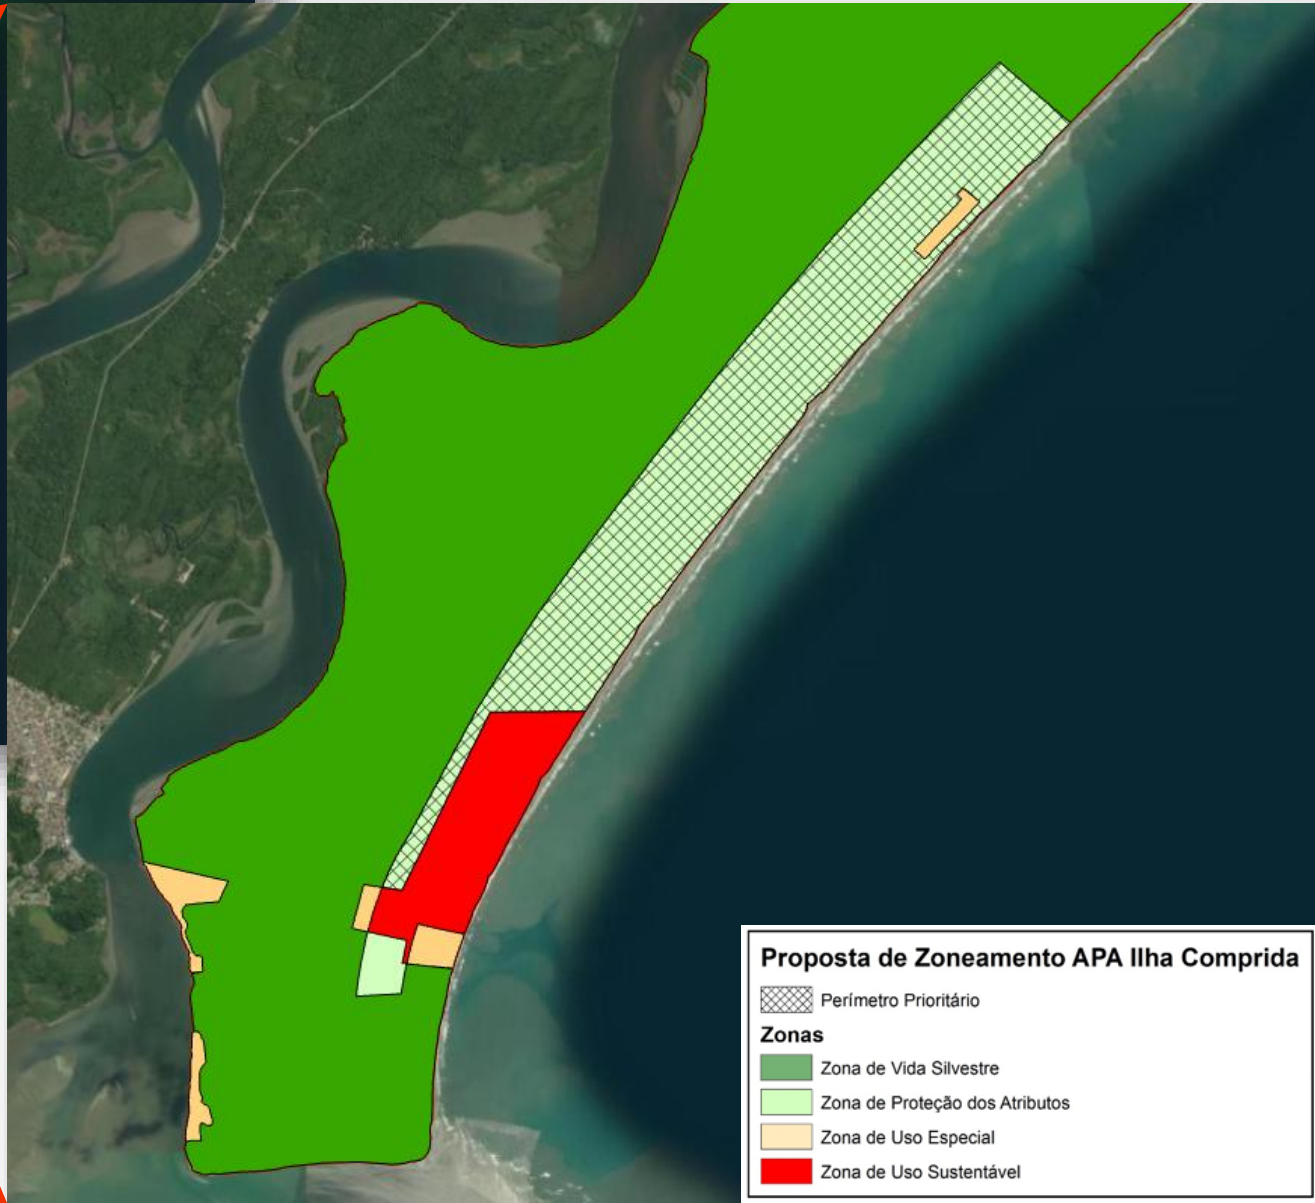 Proposta de Zoneamento APA Ilha Comprida
Perímetro Prioritário
Zonas
Zona de Vida Silvestre
Zona de Proteção dos Atributos
Zona de Uso Especial
Zona de Uso Sustentável